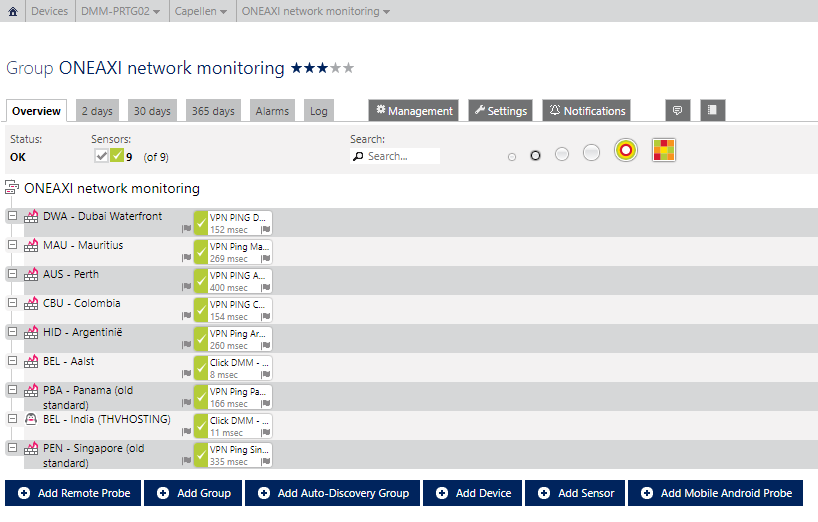 Devices DMM-PRTG02 Capellen ONEAXI network monitoring
Group ONEAXI network monitoring
Overview 2 days 30 days 365 days Alarms Log Management Settings Notifications
Status: Sensors: Search:
OK 9 (of 9) Search...
ONEAXI network monitoring
DWA - Dubai Waterfront VPN PING D...
152 msec
MAU - Mauritius VPN Ping Ma...
269 msec
AUS - Perth VPN PING A...
400 msec
CBU - Colombia VPN PING C...
154 msec
HID - Argentinië VPN Ping Ar...
260 msec
BEL - Aalst Click DMM - ...
8 msec
PBA - Panama (old VPN Ping Pa...
standard) 166 msec
BEL - India (THVHOSTING) Click DMM - ...
11 msec
PEN - Singapore (old VPN Ping Sin...
standard) 335 msec
Add Remote Probe Add Group Add Auto-Discovery Group Add Device Add Sensor Add Mobile Android Probe